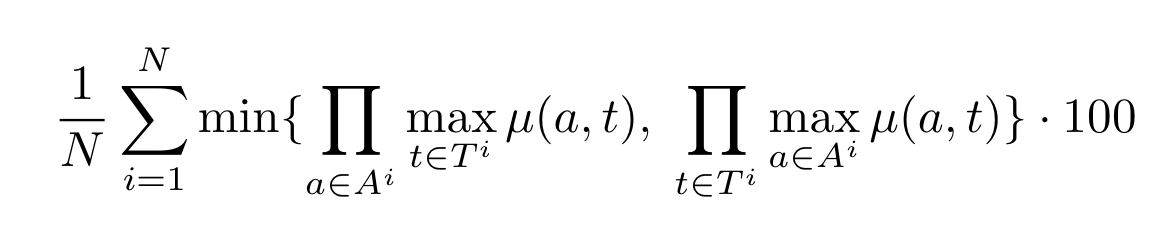 \frac{1}{N} \sum_{i=1}^{N} \min\{ \prod_{a \in A^i} \max_{t \in T^i} \mu(a, t), \prod_{t \in T^i} \max_{a \in A^i} \mu(a, t)\} \cdot 100